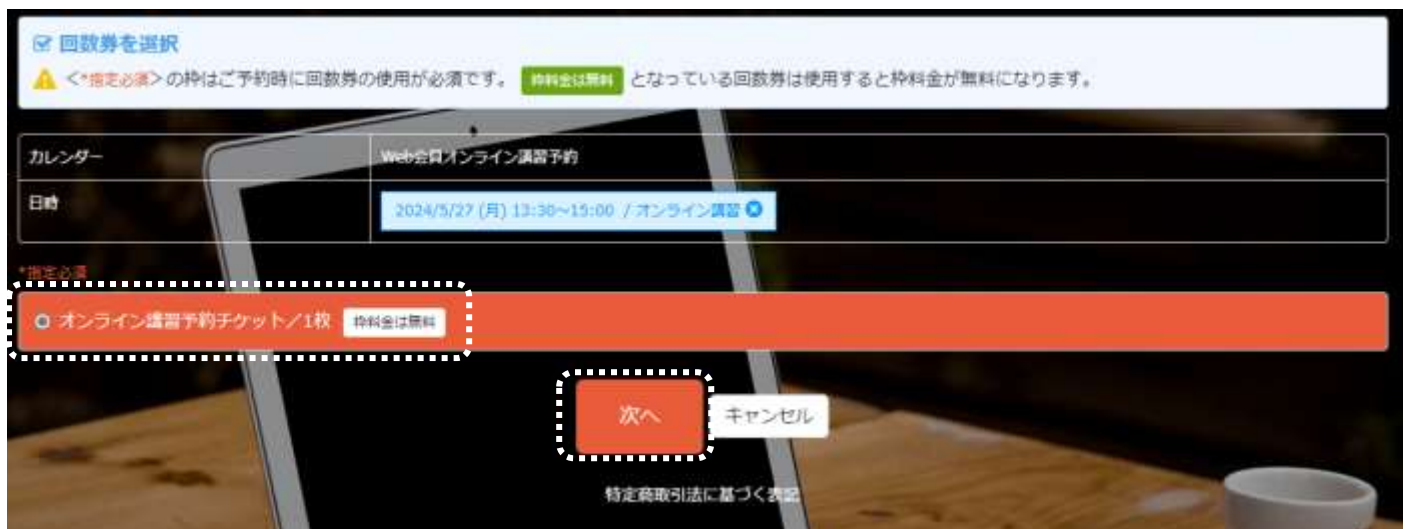 回数券を選択
<*指定必須>の枠はご予約時に回数券の使用が必須です。 枠料金は無料 となっている回数券は使用すると枠料金が無料になります。
カレンダー Web会員オンライン講習予約
日時 2024/5/27 (月) 13:30~15:00 / オンライン講習
*指定必須
オンライン講習予約チケット/1枚 枠料金は無料
次へ キャンセル
特定商取引法に基づく表記